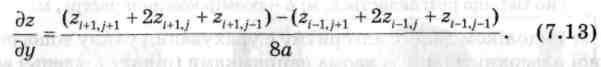 ∂z/∂y = ((z_{i+1,j+1} + 2z_{i+1,j} + z_{i+1,j−1}) − (z_{i−1,j+1} + 2z_{i−1,j} + z_{i−1,j−1}))/8a. (7.13)